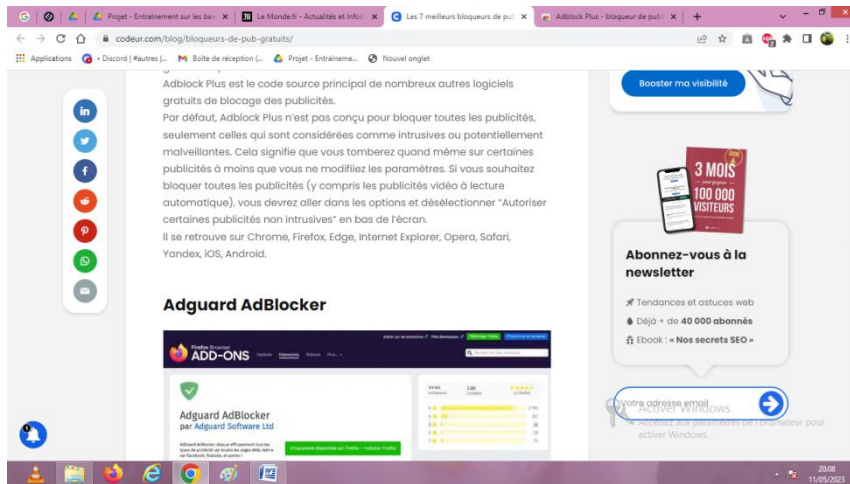 Projet - Entraînement sur les bas
Le Monde.fr - Actualités et Infos
Les 7 meilleurs bloqueurs de pub
Adblock Plus - bloqueur de public
codeur.com/blog/bloqueurs-de-pub-gratuits/
Applications
• Discord | #autres |...
Boîte de réception (...
Projet - Entraîneme...
Nouvel onglet
Adblock Plus est le code source principal de nombreux autres logiciels
gratuits de blocage des publicités.
Par défaut, Adblock Plus n'est pas conçu pour bloquer toutes les publicités,
seulement celles qui sont considérées comme intrusives ou potentiellement
malveillantes. Cela signifie que vous tomberez quand même sur certaines
publicités à moins que vous ne modifiiez les paramètres. Si vous souhaitez
bloquer toutes les publicités (y compris les publicités vidéo à lecture
automatique), vous devrez aller dans les options et désélectionner "Autoriser
certaines publicités non intrusives" en bas de l'écran.
Il se retrouve sur Chrome, Firefox, Edge, Internet Explorer, Opera, Safari,
Yandex, iOS, Android.
Adguard AdBlocker
Firefox Browser
ADD-ONS
Adguard AdBlocker
par Adguard Software Ltd
Booster ma visibilité
3 MOIS
100 000
VISITEURS
Abonnez-vous à la
newsletter
Tendances et astuces web
Déjà + de 40 000 abonnés
Ebook : « Nos secrets SEO »
Votre adresse email
Activer Windows
Accédez aux paramètres de l'ordinateur pour
activer Windows.
20:08
11/05/2023